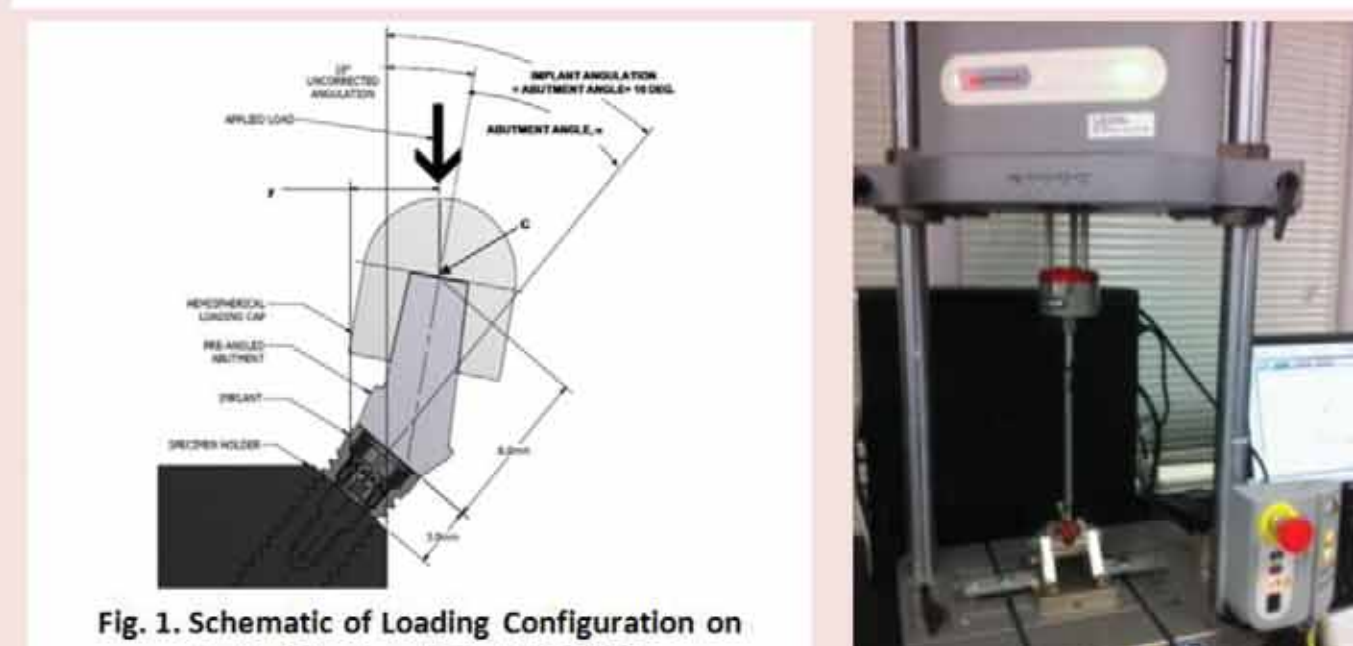 10°
UNCORRECTED
ANGULATION
IMPLANT ANGULATION
= ABUTMENT ANGLE+ 10 DEG.
APPLIED LOAD
ABUTMENT ANGLE, α
y
C
HEMISPHERICAL
LOADING CAP
PRE-ANGLED
ABUTMENT
IMPLANT
SPECIMEN HOLDER
8.0mm
3.0mm
Fig. 1. Schematic of Loading Configuration on